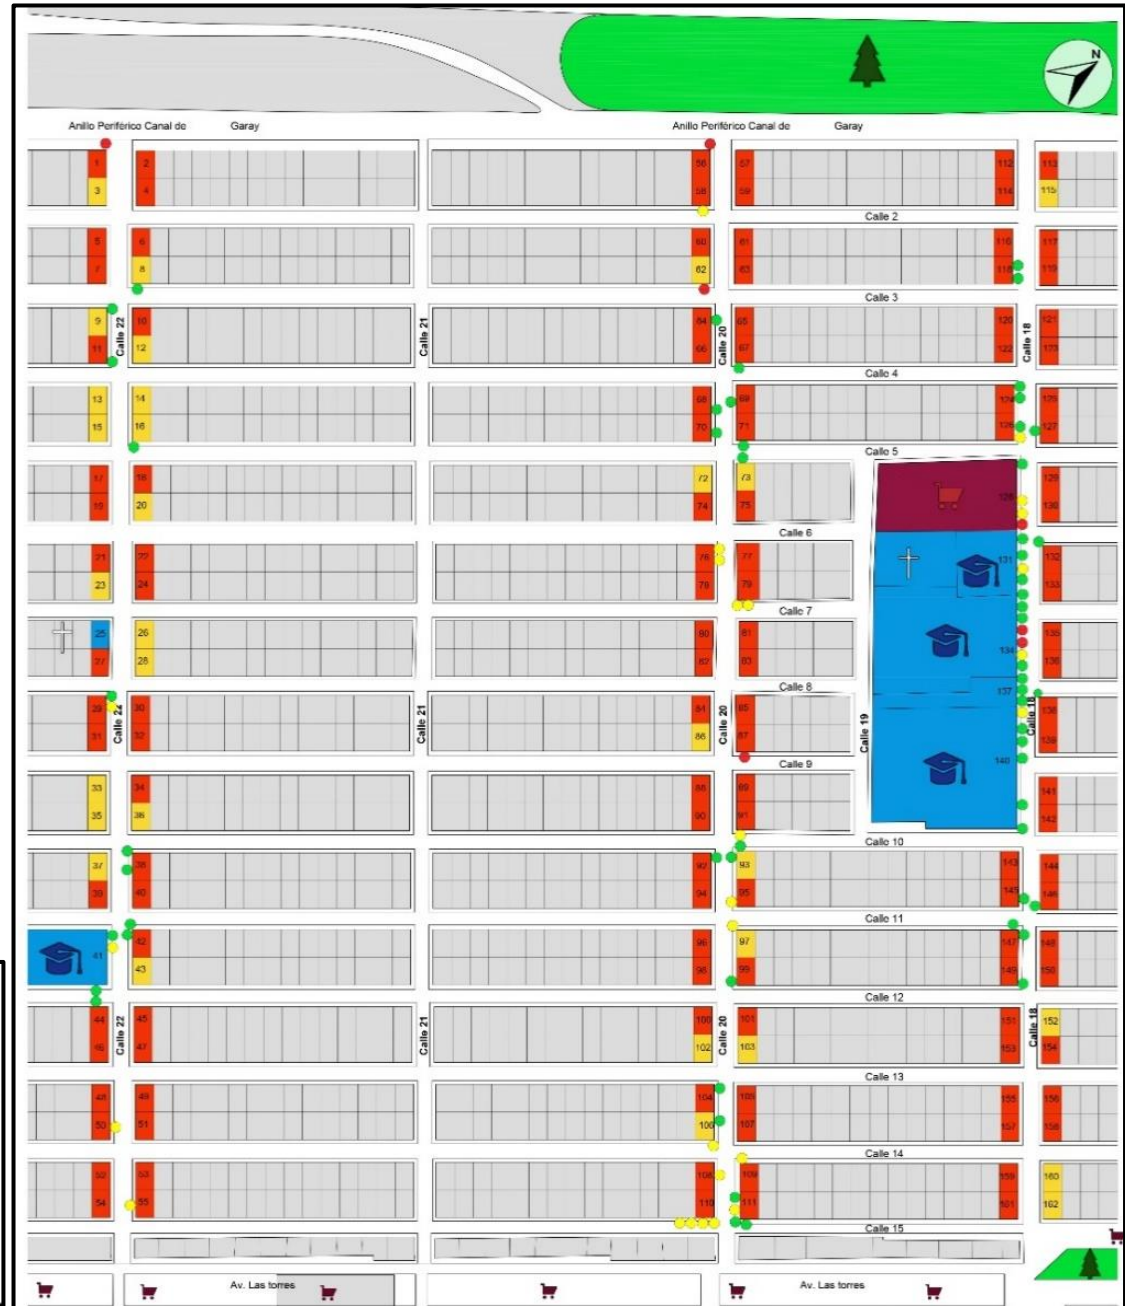 N
Anillo Periférico Canal de Garay
Anillo Periférico Canal de Garay
1 2 56 57 112 113
3 4 58 59 114 115
Calle 2
5 6 60 61 116 117
7 8 62 63 118 119
Calle 3
9 10 64 65 120 121
11 12 66 67 122 123
Calle 22
Calle 21
Calle 20
Calle 18
Calle 4
13 14 68 69 124 125
15 16 70 71 126 127
Calle 5
17 18 72 73 128 129
19 20 74 75 130
Calle 6
21 22 76 77 131 132
23 24 78 79 133
Calle 7
25 26 80 81 134 135
27 28 82 83 136
Calle 8
137
29 30 84 85 138
31 32 86 87 139
Calle 24
Calle 21
Calle 20
Calle 19
Calle 18
Calle 9
140
33 34 88 89 141
35 36 90 91 142
Calle 10
37 38 92 93 143 144
39 40 94 95 145 146
Calle 11
41 42 96 97 147 148
43 98 99 149 150
Calle 12
44 45 100 101 151 152
46 47 102 103 153 154
Calle 22
Calle 21
Calle 20
Calle 18
Calle 13
48 49 104 105 155 156
50 51 106 107 157 158
Calle 14
52 53 108 109 159 160
54 55 110 111 161 162
Calle 15
Av. Las torres
Av. Las torres